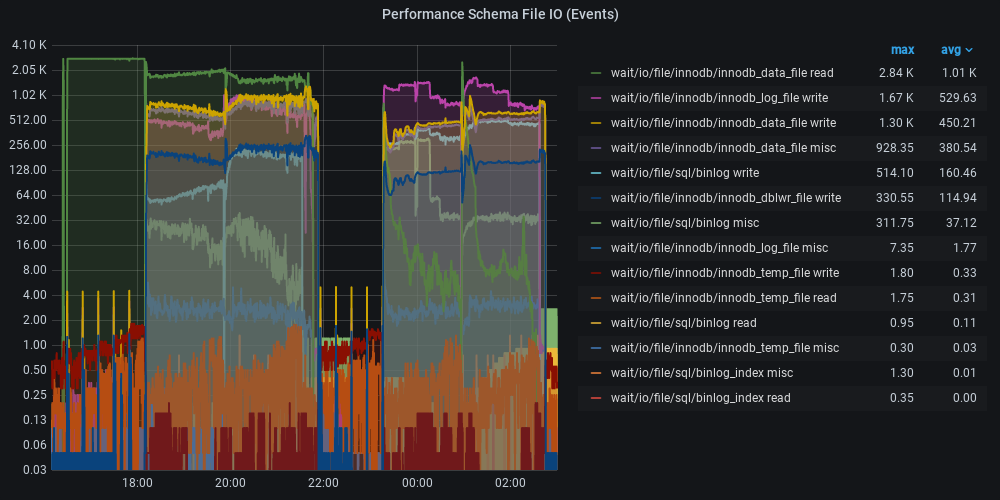 Performance Schema File IO (Events)
4.10 K
2.05 K
1.02 K
512.00
256.00
128.00
64.00
32.00
16.00
8.00
4.00
2.00
1.00
0.50
0.25
0.13
0.06
0.03
18:00 20:00 22:00 00:00 02:00
max avg
wait/io/file/innodb/innodb_data_file read 2.84 K 1.01 K
wait/io/file/innodb/innodb_log_file write 1.67 K 529.63
wait/io/file/innodb/innodb_data_file write 1.30 K 450.21
wait/io/file/innodb/innodb_data_file misc 928.35 380.54
wait/io/file/sql/binlog write 514.10 160.46
wait/io/file/innodb/innodb_dblwr_file write 330.55 114.94
wait/io/file/sql/binlog misc 311.75 37.12
wait/io/file/innodb/innodb_log_file misc 7.35 1.77
wait/io/file/innodb/innodb_temp_file write 1.80 0.33
wait/io/file/innodb/innodb_temp_file read 1.75 0.31
wait/io/file/sql/binlog read 0.95 0.11
wait/io/file/innodb/innodb_temp_file misc 0.30 0.03
wait/io/file/sql/binlog_index misc 1.30 0.01
wait/io/file/sql/binlog_index read 0.35 0.00